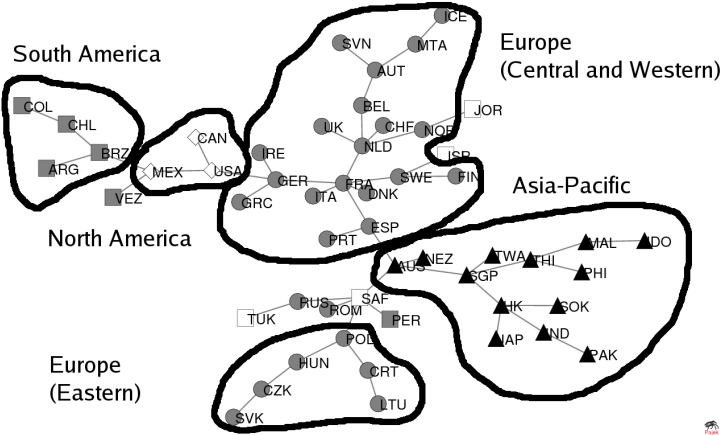 ICE
South America
SVN
MTA
Europe
(Central and Western)
AUT
COL
BEL
JOR
CHL
UK
CHF
NOR
CAN
NLD
BRZ
IRE
ISR
ARG
MEX
USA
GER
FRA
SWE
FIN
Asia-Pacific
VEZ
GRC
ITA
DNK
North America
PRT
ESP
AUS
NEZ
TWA
MAL
IDO
SGP
THI
PHI
TUK
RUS
ROM
SAF
PER
HK
SOK
JAP
IND
PAK
POL
Europe
(Eastern)
HUN
CRT
CZK
LTU
SVK
Pajek